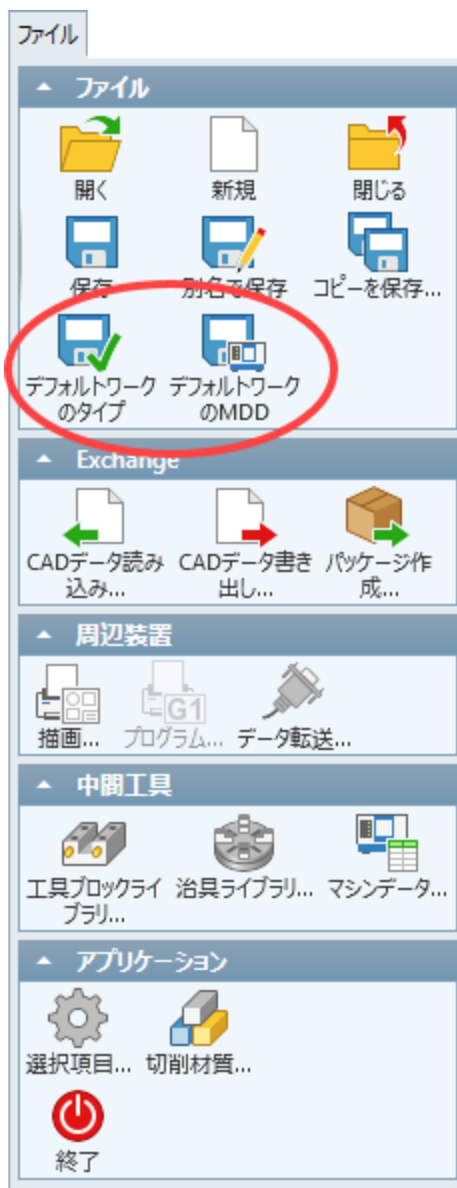 ファイル
ファイル
開く 新規 閉じる
保存 別名で保存 コピーを保存...
デフォルトワーク デフォルトワーク
のタイプ のMDD
Exchange
CADデータ読み CADデータ書き パッケージ作
込み... 出し... 成...
周辺装置
G1
描画... プログラム... データ転送...
中間工具
工具ブロックライ 治具ライブラリ... マシンデータ...
ブラリ...
アプリケーション
選択項目... 切削材質...
終了